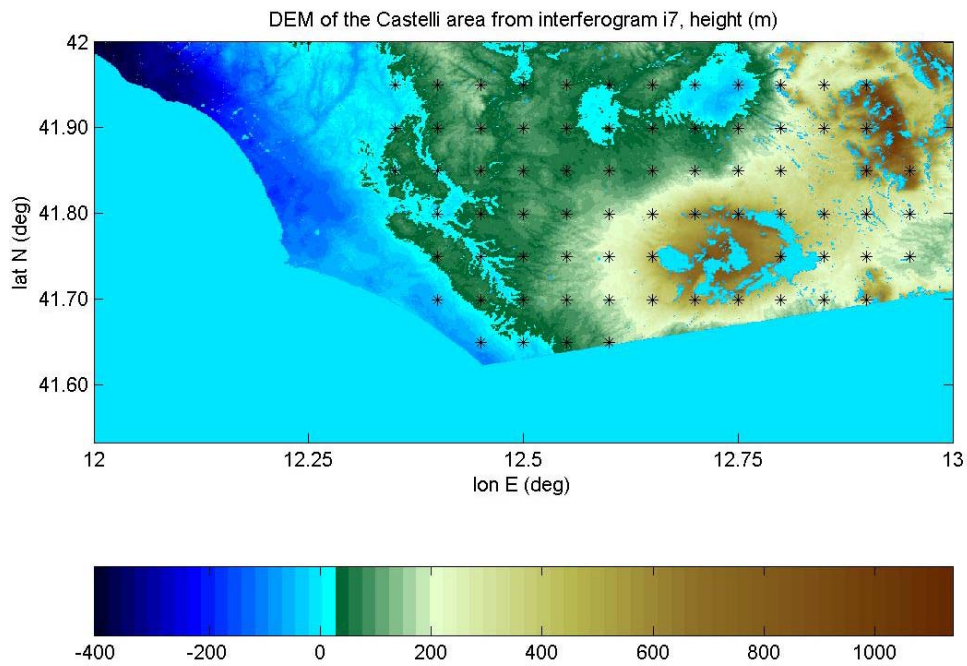 DEM of the Castelli area from interferogram i7, height (m)
42
41.90
41.80
41.70
41.60
lat N (deg)
12 12.25 12.5 12.75 13
lon E (deg)
-400 -200 0 200 400 600 800 1000